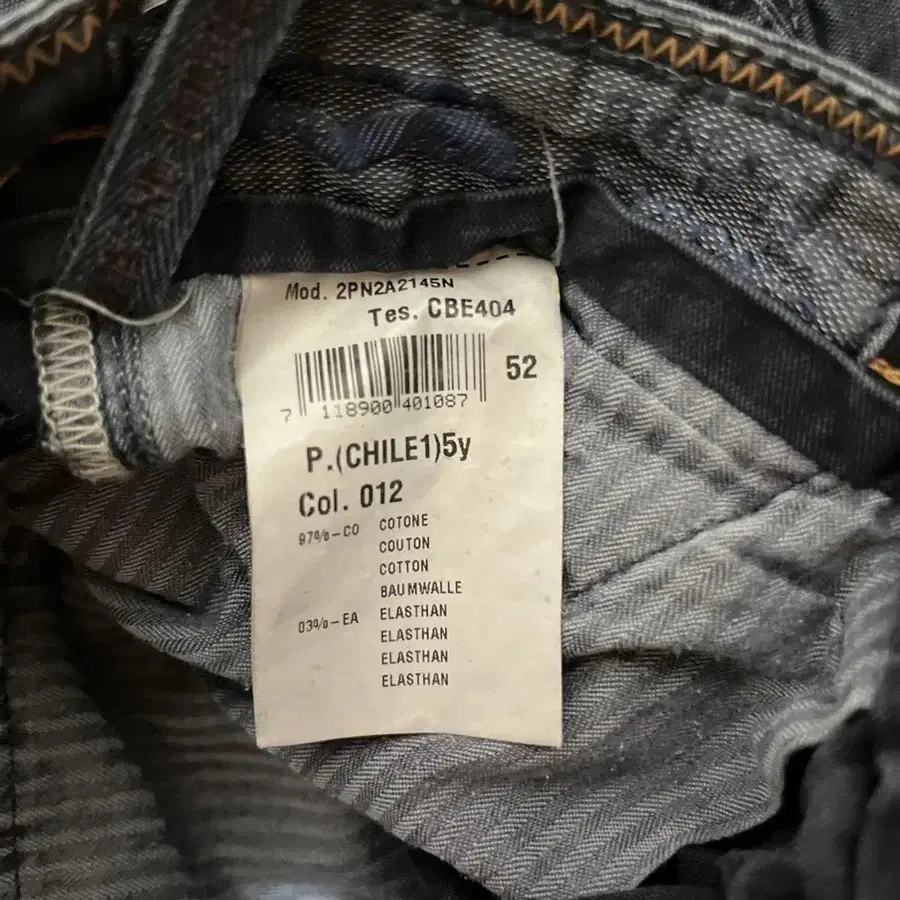 Mod. 2PN2A2145N
Tes. CBE404
52
7 118900 401087
P.(CHILE1)5y
Col. 012
97%-CO COTONE
COUTON
COTTON
BAUMWALLE
03%-EA ELASTHAN
ELASTHAN
ELASTHAN
ELASTHAN